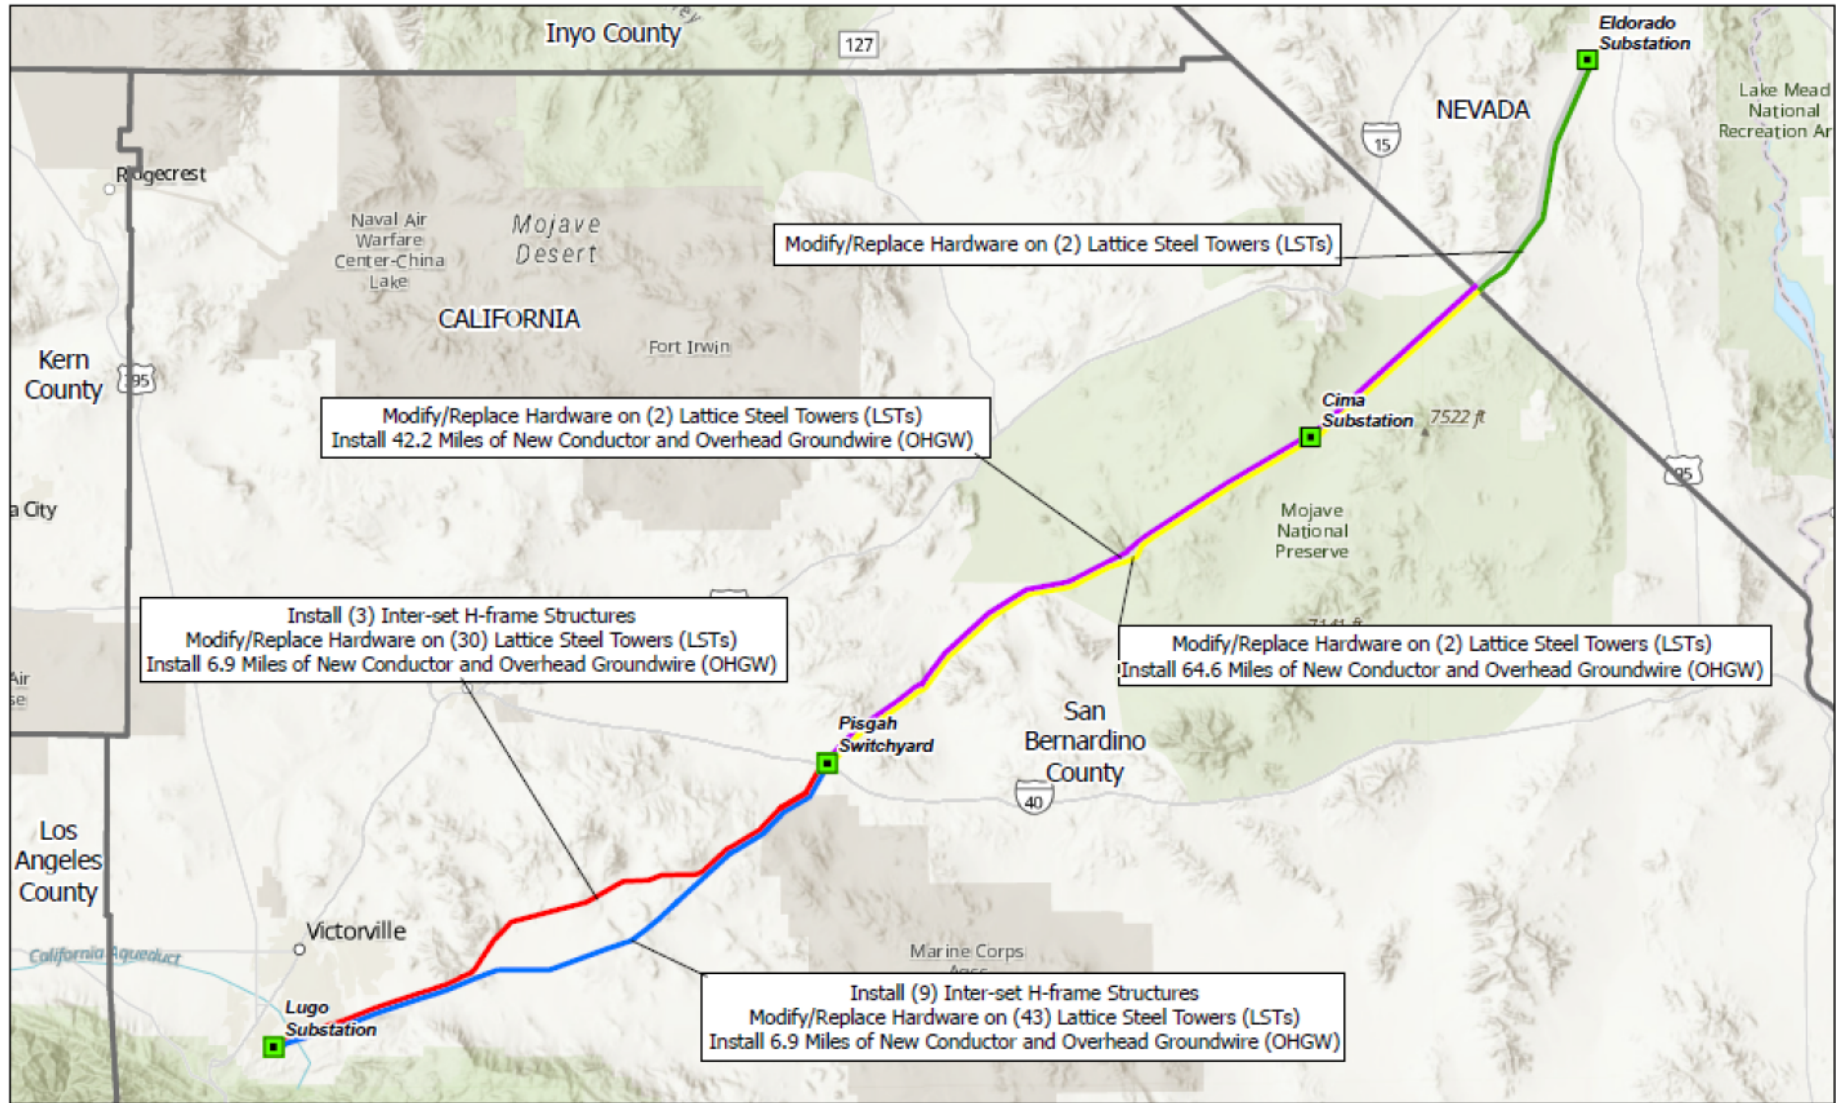 Inyo County
127
Eldorado
Substation
NEVADA
Lake Mead
National
Recreation Ar
15
Ridgecrest
Naval Air
Warfare
Center-China
Lake
Mojave
Desert
Modify/Replace Hardware on (2) Lattice Steel Towers (LSTs)
CALIFORNIA
Fort Irwin
Kern
County
395
Cima
Substation
7522 ft
Modify/Replace Hardware on (2) Lattice Steel Towers (LSTs)
Install 42.2 Miles of New Conductor and Overhead Groundwire (OHGW)
95
a City
Mojave
National
Preserve
Install (3) Inter-set H-frame Structures
Modify/Replace Hardware on (30) Lattice Steel Towers (LSTs)
Install 6.9 Miles of New Conductor and Overhead Groundwire (OHGW)
7141 ft
Modify/Replace Hardware on (2) Lattice Steel Towers (LSTs)
Install 64.6 Miles of New Conductor and Overhead Groundwire (OHGW)
Air
se
Pisgah
Switchyard
San
Bernardino
County
40
Los
Angeles
County
Victorville
California Aqueduct
Marine Corps
Lugo
Substation
Install (9) Inter-set H-frame Structures
Modify/Replace Hardware on (43) Lattice Steel Towers (LSTs)
Install 6.9 Miles of New Conductor and Overhead Groundwire (OHGW)